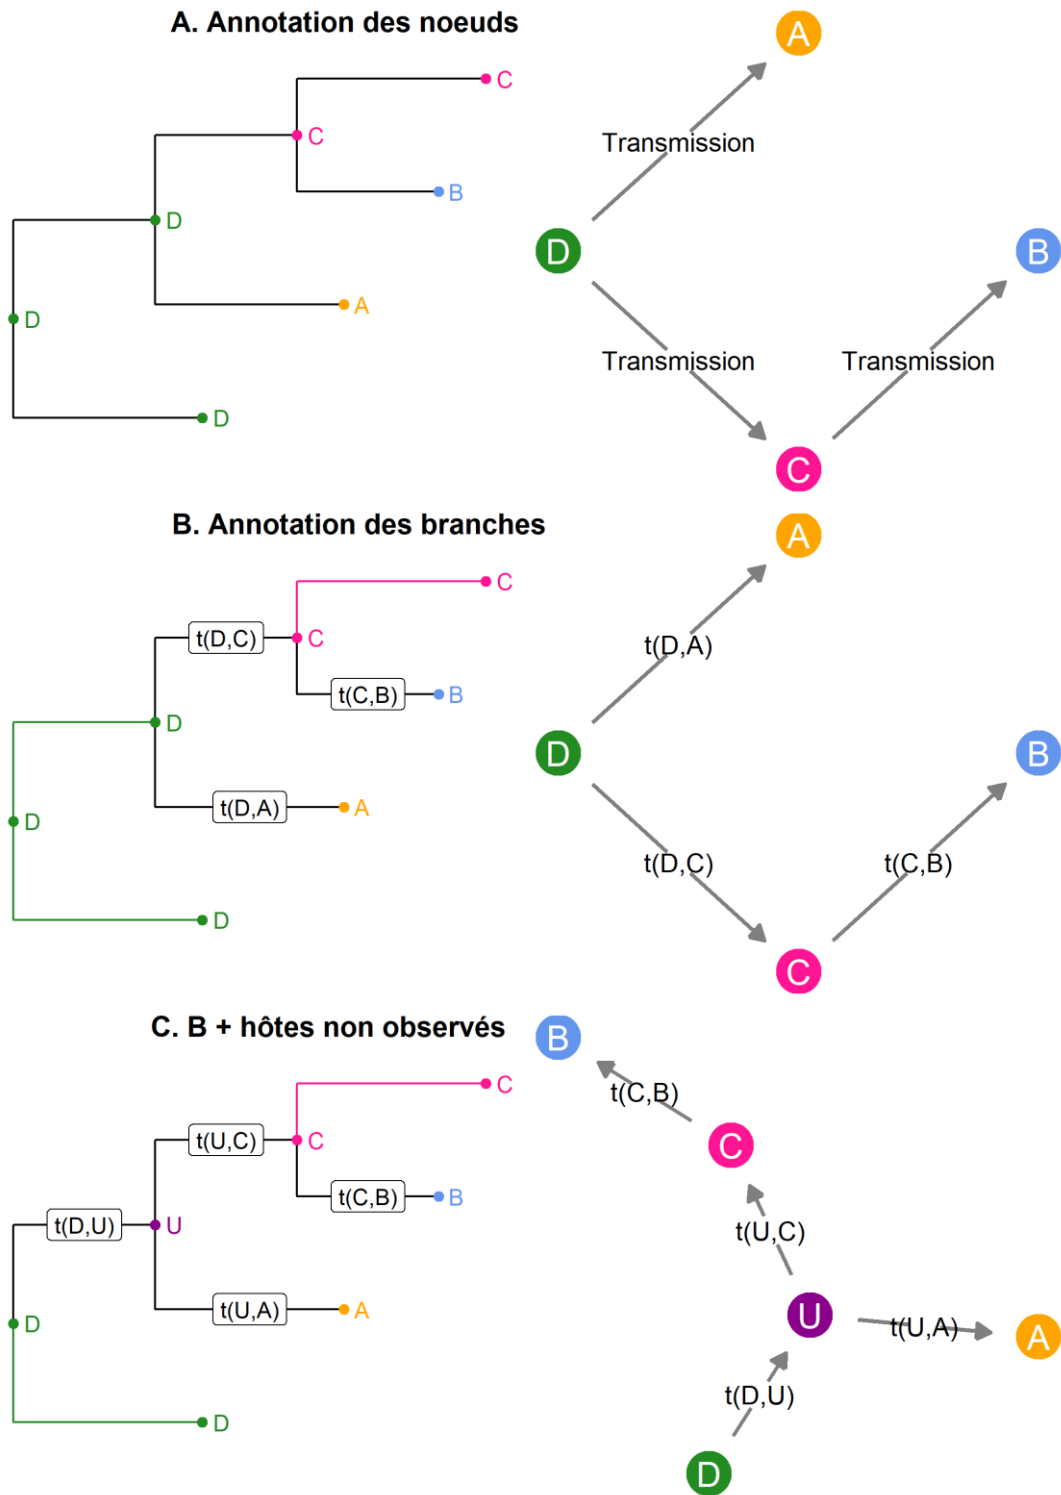 A. Annotation des noeuds
A
C
Transmission
C
B
D
D
B
A
D
Transmission
Transmission
D
C
B. Annotation des branches
A
C
t(D,C)
C
t(D,A)
t(C,B)
B
D
D
B
t(D,A)
A
D
t(D,C)
t(C,B)
D
C
C. B + hôtes non observés
B
C
t(C,B)
t(U,C)
C
C
t(C,B)
B
t(D,U)
U
t(U,C)
t(U,A)
A
U
D
t(U,A)
A
t(D,U)
D
D